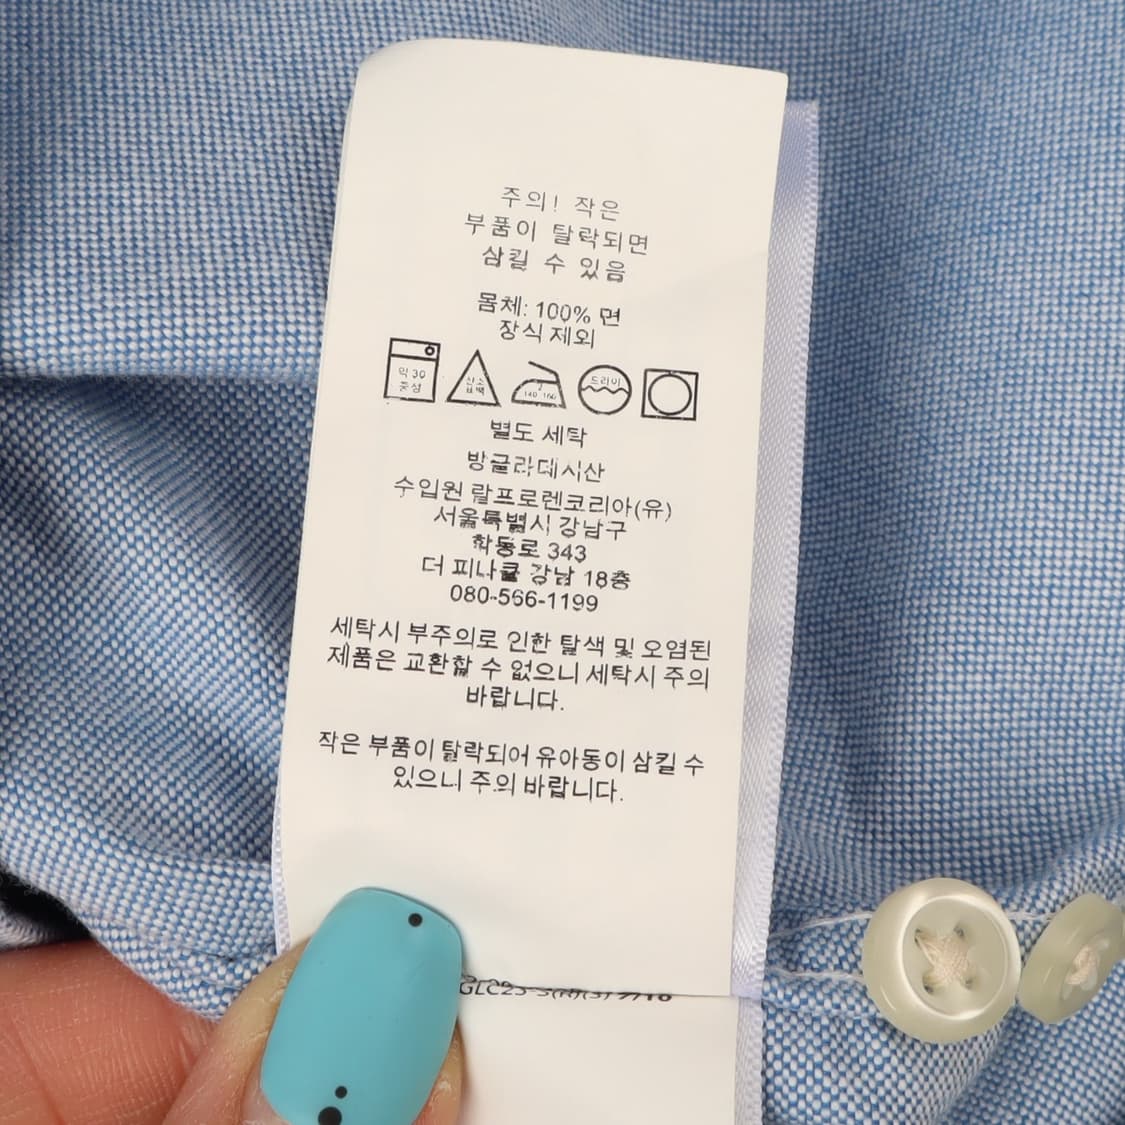 주의! 작은
부품이 탈락되면
삼킬 수 있음
몸체: 100% 면
장식 제외
약 30
중성
산소
표백
140~160
드라이
별도 세탁
방글라데시산
수입원 랄프로렌코리아(유)
서울특별시 강남구
학동로 343
더 피나클 강남 18층
080-566-1199
세탁시 부주의로 인한 탈색 및 오염된
제품은 교환할 수 없으니 세탁시 주의
바랍니다.
작은 부품이 탈락되어 유아동이 삼킬 수
있으니 주의 바랍니다.